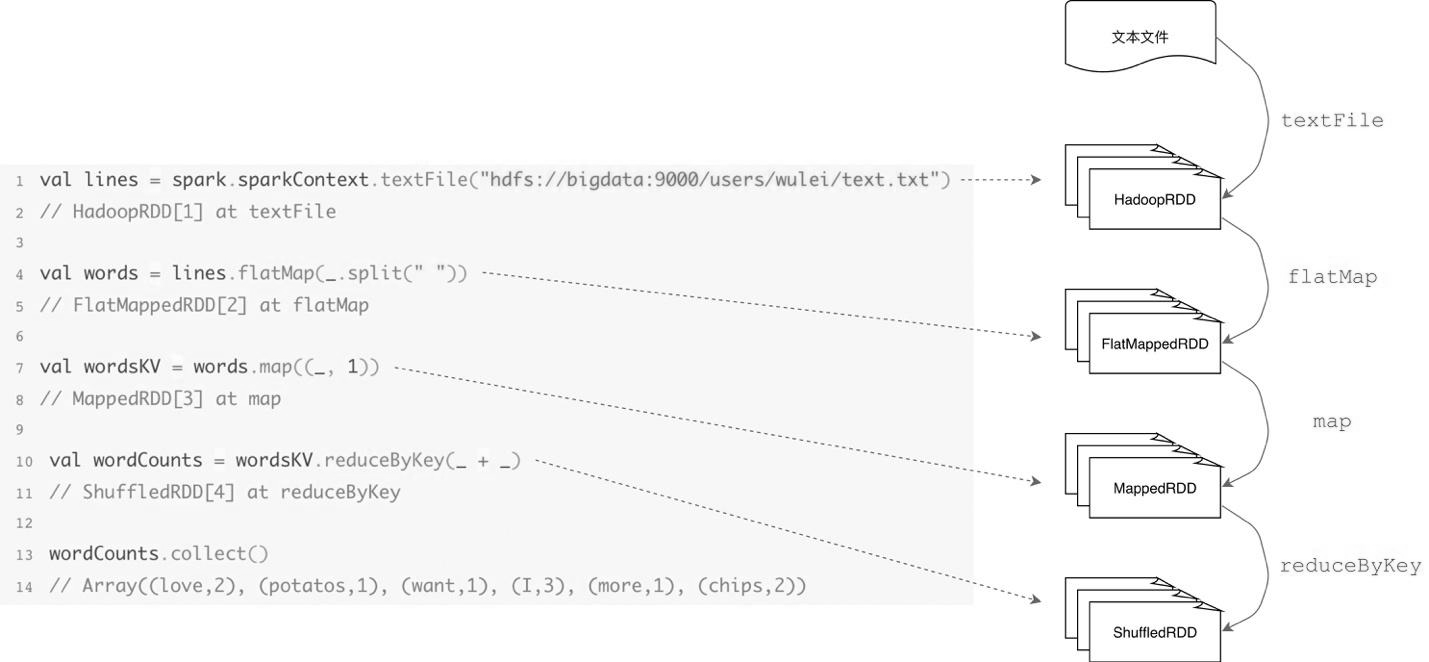 文本文件
textFile
1 val lines = spark.sparkContext.textFile("hdfs://bigdata:9000/users/wulei/text.txt")
HadoopRDD
2 // HadoopRDD[1] at textFile
3
flatMap
4 val words = lines.flatMap(_.split(" "))
5 // FlatMappedRDD[2] at flatMap
6
FlatMappedRDD
7 val wordsKV = words.map((_, 1))
8 // MappedRDD[3] at map
map
9
10 val wordCounts = wordsKV.reduceByKey(_ + _)
MappedRDD
11 // ShuffledRDD[4] at reduceByKey
12
13 wordCounts.collect()
reduceByKey
14 // Array((love,2), (potatos,1), (want,1), (I,3), (more,1), (chips,2))
ShuffledRDD